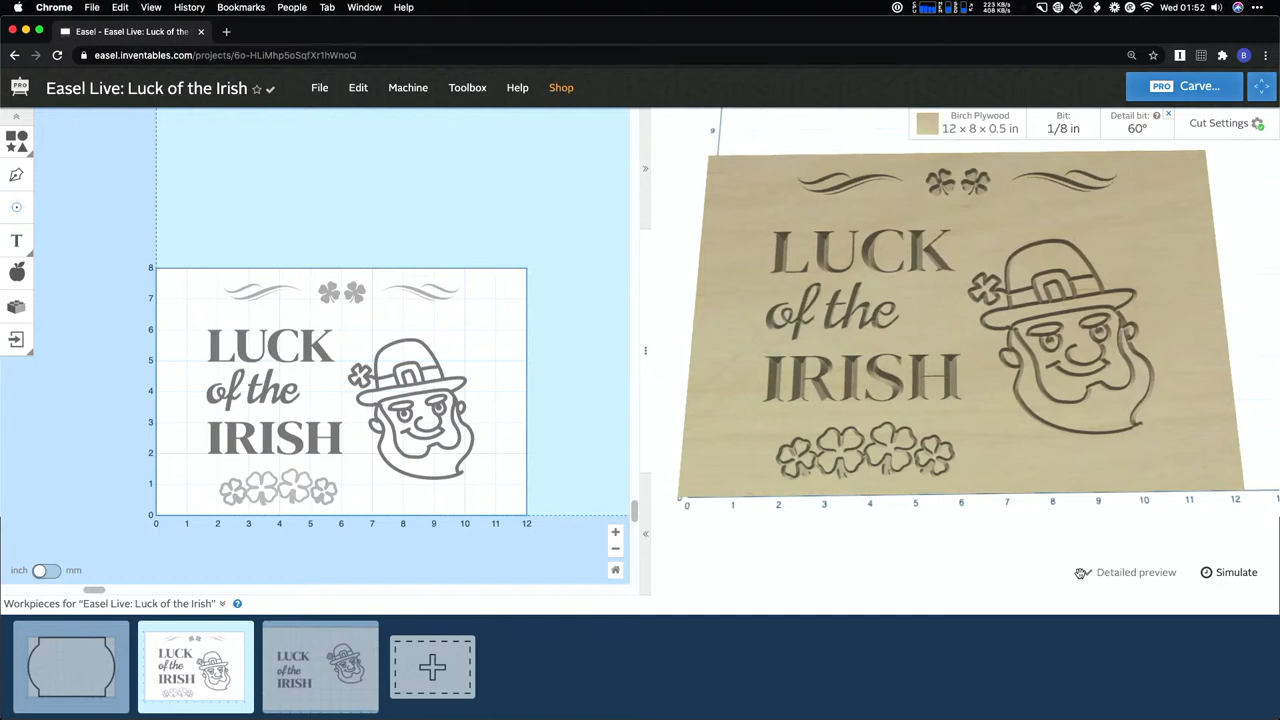 Chrome File Edit View History Bookmarks People Tab Window Help
223 KB/s
408 KB/s
Wed 01:52
Easel - Easel Live: Luck of the
easel.inventables.com/projects/6o-HLiMhp5oSqfXr1hWnoQ
B
PRO
Easel Live: Luck of the Irish
File Edit Machine Toolbox Help Shop
PRO Carve...
Birch Plywood
12 × 8 × 0.5 in
Bit:
1/8 in
Detail bit:
60°
Cut Settings
T
LUCK
of the
IRISH
8
7
6
5
4
3
2
1
0
0 1 2 3 4 5 6 7 8 9 10 11 12
inch mm
9
LUCK
of the
IRISH
0 1 2 3 4 5 6 7 8 9 10 11 12
Detailed preview
Simulate
Workpieces for “Easel Live: Luck of the Irish”
LUCK
of the
IRISH
LUCK
of the
IRISH